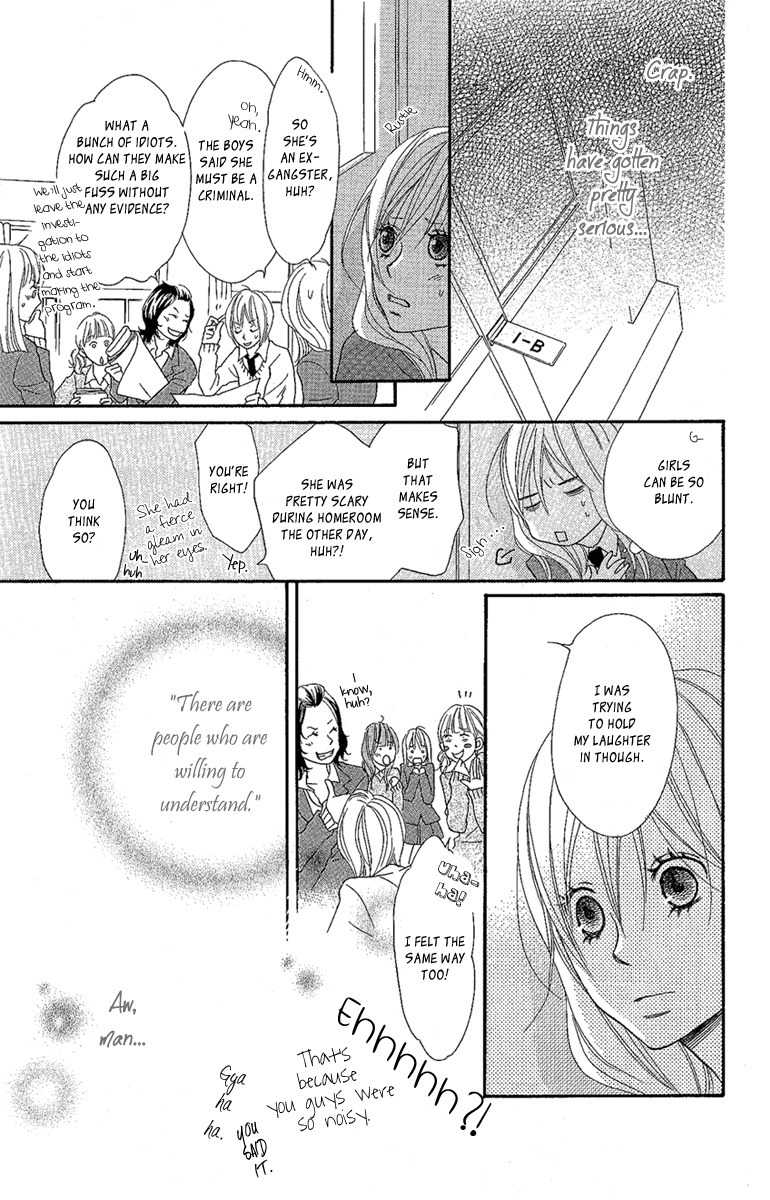 Crap.
Things
have gotten
pretty
serious...
1-B
Rustle
Hmm.
SO
SHE'S
AN EX-
GANGSTER,
HUH?
Oh,
Yeah.
THE BOYS
SAID SHE
MUST BE A
CRIMINAL.
WHAT A
BUNCH OF IDIOTS.
HOW CAN THEY MAKE
SUCH A BIG
FUSS WITHOUT
ANY EVIDENCE?
We'll just
leave the
investi-
gation to
the idiots
and start
making the
program.
GIRLS
CAN BE SO
BLUNT.
Sigh....
BUT
THAT MAKES
SENSE.
SHE WAS
PRETTY SCARY
DURING HOMEROOM
THE OTHER DAY,
HUH?!
YOU'RE
RIGHT!
Yep.
She had
a fierce
gleam in
her eyes.
YOU
THINK
SO?
uh
huh
I WAS
TRYING
TO HOLD
MY LAUGHTER
IN THOUGH.
I
know,
huh?
Uha-
ha!
I FELT THE
SAME WAY
TOO!
Ehhhhhh?!
That's
because
you guys were
so noisy.
Gya
ha
ha.
YOU
SAID
IT.
"There are
people who are
willing to
understand."
Aw,
man...